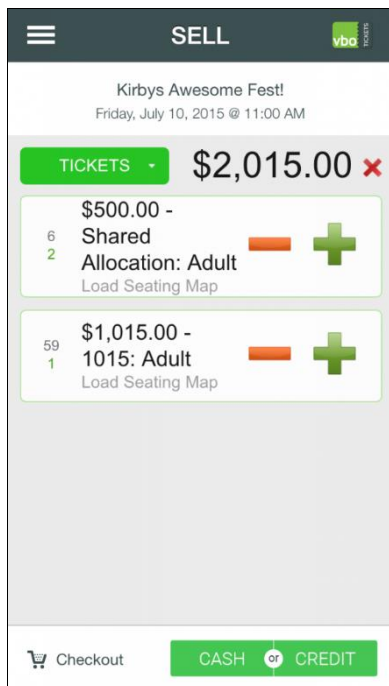 SELL
vbo TICKETS
Kirbys Awesome Fest!
Friday, July 10, 2015 @ 11:00 AM
TICKETS
$2,015.00
$500.00 -
6
Shared
2
Allocation: Adult
Load Seating Map
$1,015.00 -
59
1015: Adult
1
Load Seating Map
Checkout
CASH or CREDIT